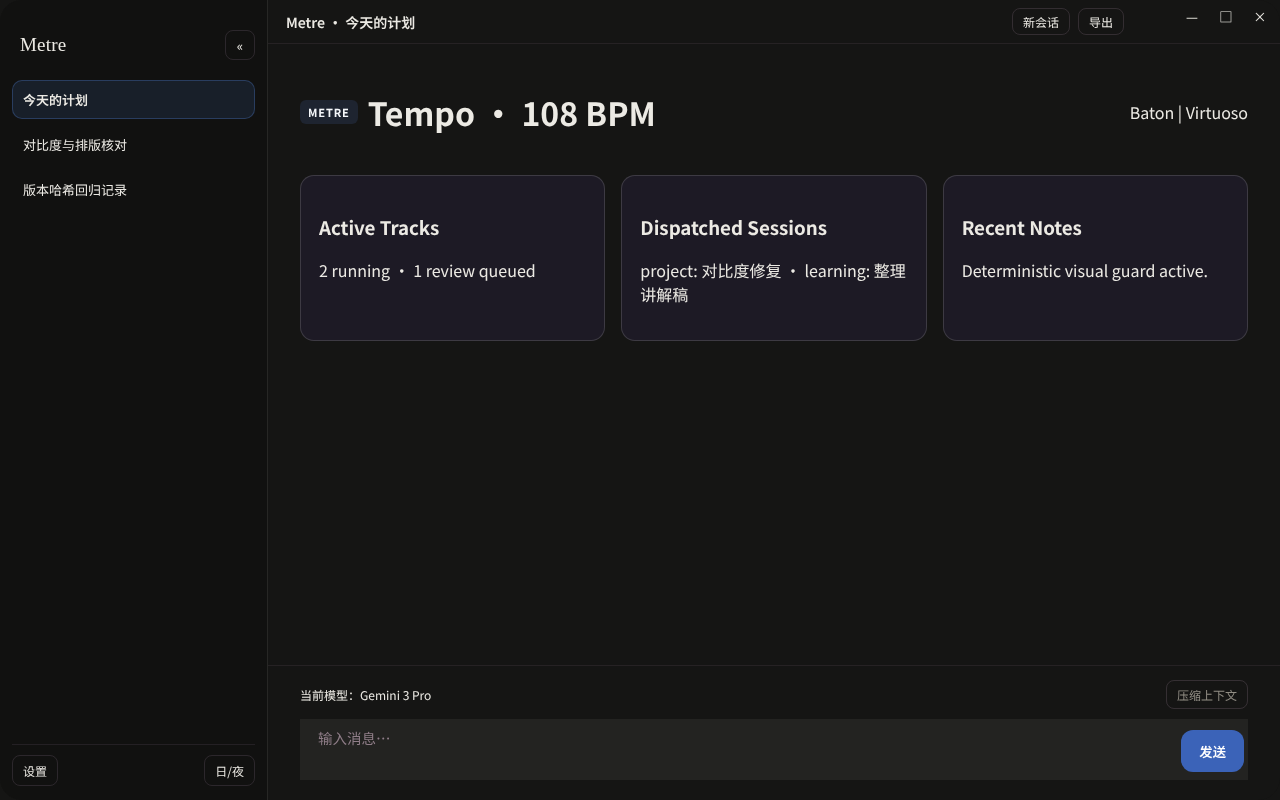 Metre
«
今天的计划
对比度与排版核对
版本哈希回归记录
设置
日/夜
Metre · 今天的计划
新会话
导出
METRE
Tempo · 108 BPM
Baton | Virtuoso
Active Tracks
2 running · 1 review queued
Dispatched Sessions
project: 对比度修复 · learning: 整理
讲解稿
Recent Notes
Deterministic visual guard active.
当前模型：Gemini 3 Pro
压缩上下文
输入消息…
发送